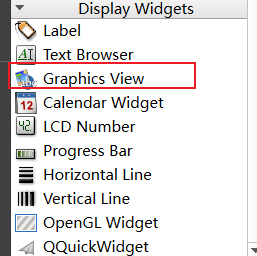 Display Widgets
Label
Text Browser
Graphics View
Calendar Widget
LCD Number
Progress Bar
Horizontal Line
Vertical Line
OpenGL Widget
QQuickWidget